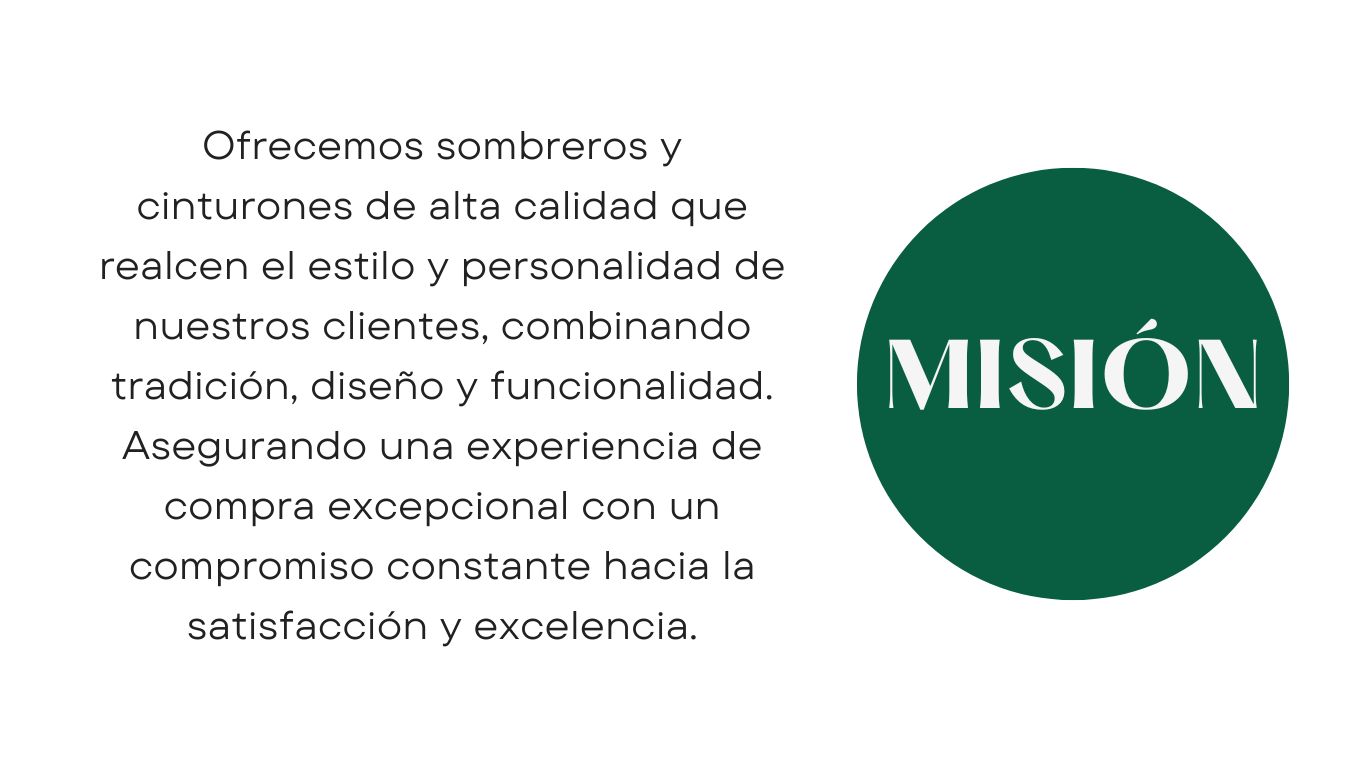 Ofrecemos sombreros y
cinturones de alta calidad que
realcen el estilo y personalidad de
nuestros clientes, combinando
tradición, diseño y funcionalidad.
Asegurando una experiencia de
compra excepcional con un
compromiso constante hacia la
satisfacción y excelencia.
MISIÓN